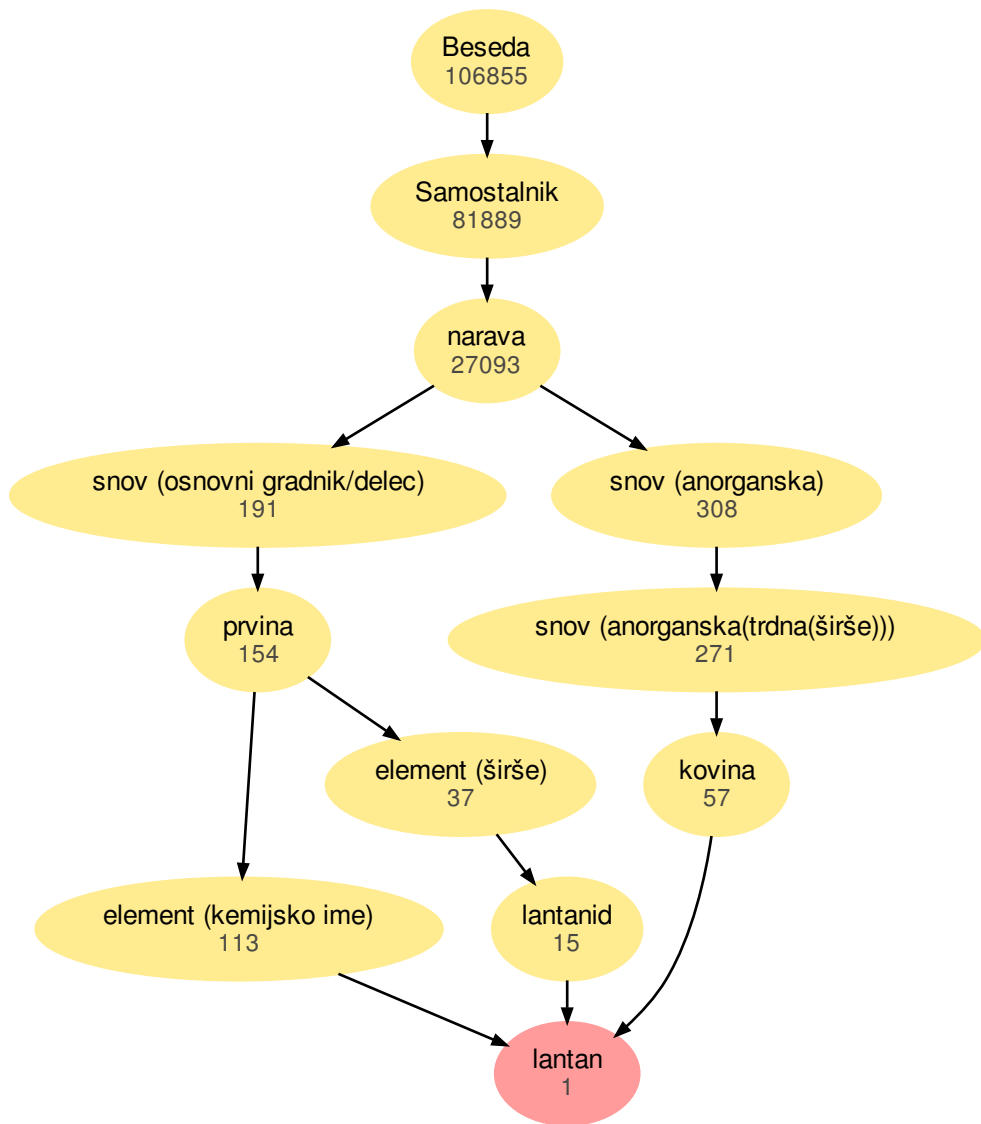 Beseda
106855
Samostalnik
81889
narava
27093
snov (osnovni gradnik/delec)
191
snov (anorganska)
308
prvina
154
snov (anorganska(trdna(širše)))
271
element (širše)
37
kovina
57
element (kemijsko ime)
113
lantanid
15
lantan
1